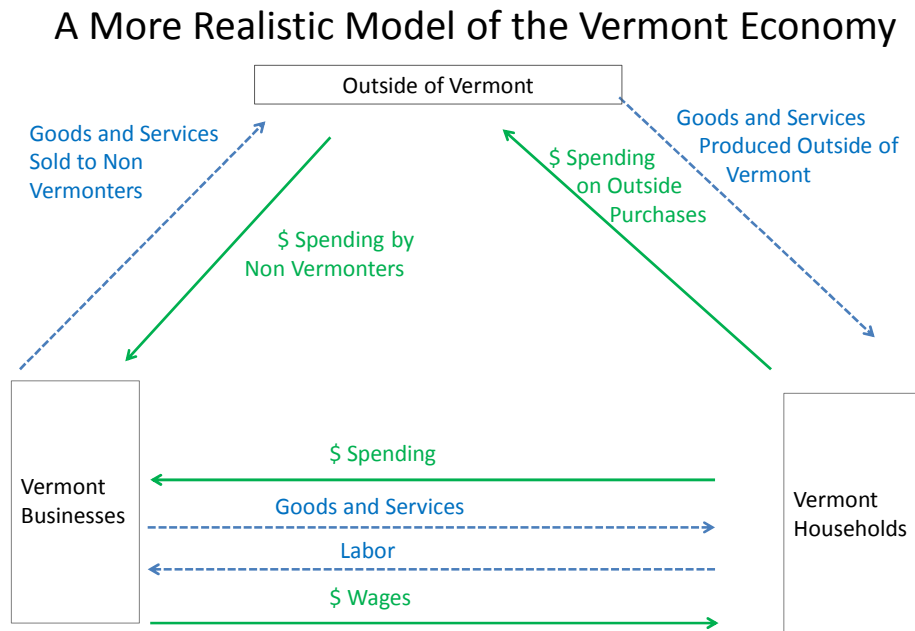 A More Realistic Model of the Vermont Economy
Outside of Vermont
Goods and Services
Sold to Non
Vermonters
Goods and Services
Produced Outside of
Vermont
$ Spending
on Outside
Purchases
$ Spending by
Non Vermonters
$ Spending
Vermont
Businesses
Goods and Services
Vermont
Households
Labor
$ Wages